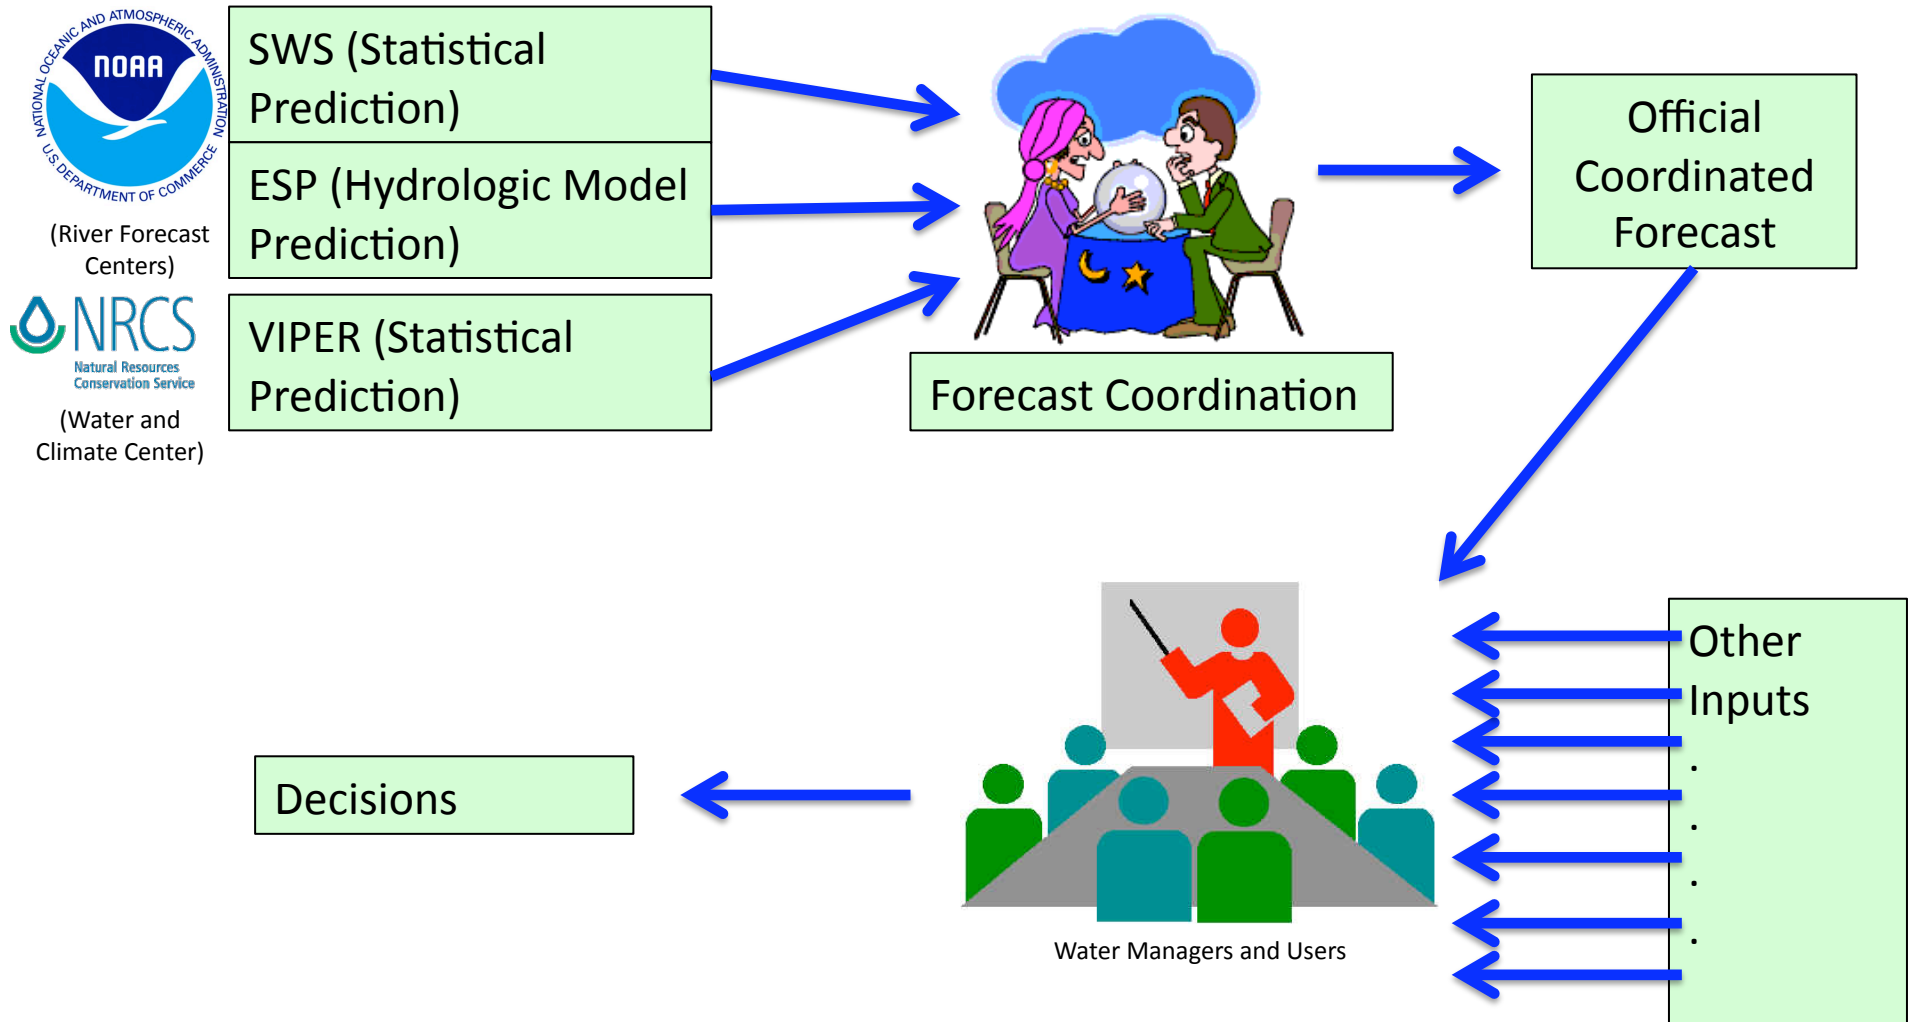 NATIONAL OCEANIC AND ATMOSPHERIC ADMINISTRATION
U.S. DEPARTMENT OF COMMERCE
NOAA
(River Forecast
Centers)
NRCS
Natural Resources
Conservation Service
(Water and
Climate Center)
SWS (Statistical
Prediction)
ESP (Hydrologic Model
Prediction)
VIPER (Statistical
Prediction)
Forecast Coordination
Official
Coordinated
Forecast
Other
Inputs
.
.
.
.
Water Managers and Users
Decisions